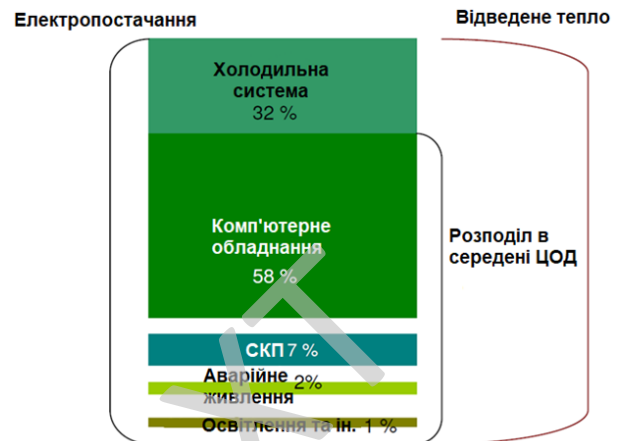 Електропостачання
Відведене тепло
Холодильна
система
32 %
Комп'ютерне
обладнання
58 %
Розподіл в
середені ЦОД
СКП 7 %
Аварійне 2%
живлення
Освітлення та ін. 1 %
ХТ